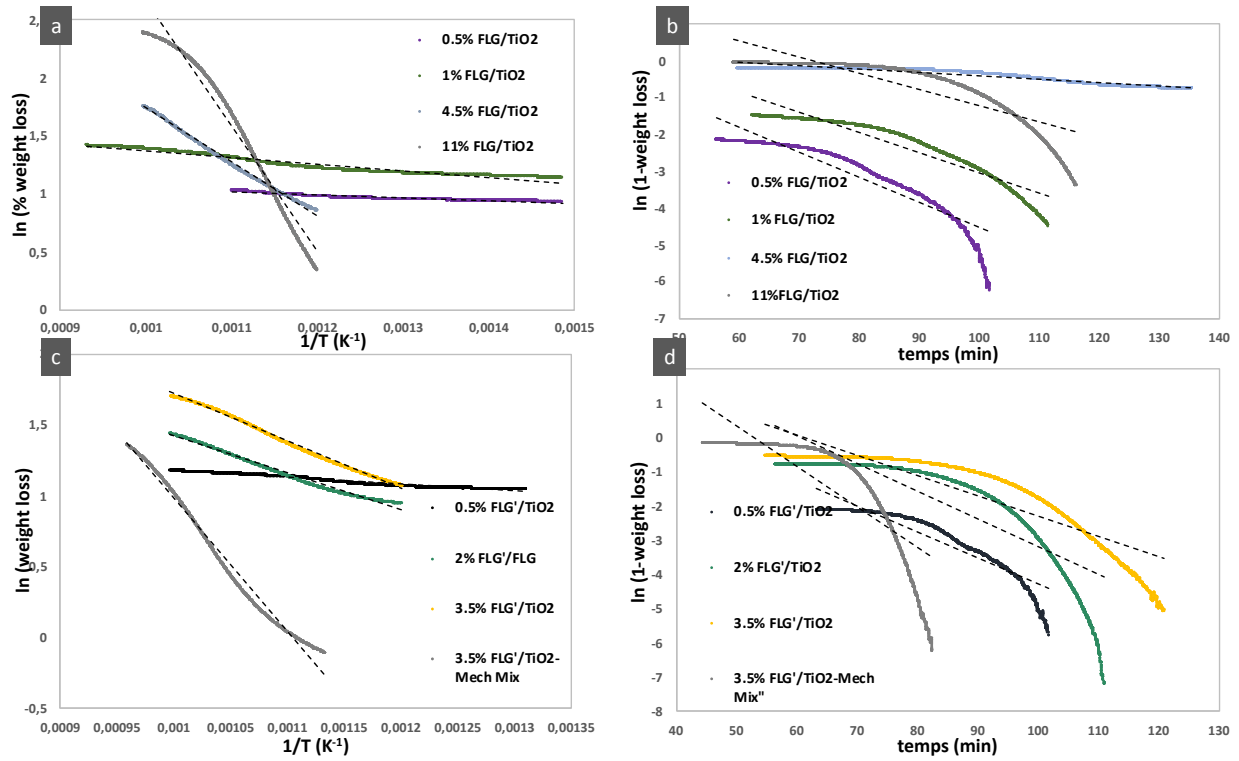 a
2,
2
1,5
1
0,5
0
ln (% weight loss)
0.5% FLG/TiO2
1% FLG/TiO2
4.5% FLG/TiO2
11% FLG/TiO2
0,0009 0,001 0,0011 0,0012 0,0013 0,0014 0,0015
1/T (K-1)
b
0
-1
-2
-3
-4
-5
-6
-7
ln (1-weight loss)
0.5% FLG/TiO2
1% FLG/TiO2
4.5% FLG/TiO2
11%FLG/TiO2
50 60 70 80 90 100 110 120 130 140
temps (min)
c
1,5
1
0,5
0
-0,5
ln (weight loss)
0.5% FLG'/TiO2
2% FLG'/FLG
3.5% FLG'/TiO2
3.5% FLG'/TiO2-
Mech Mix
0,0009 0,00095 0,001 0,00105 0,0011 0,00115 0,0012 0,00125 0,0013 0,00135
1/T (K-1)
d
1
0
-1
-2
-3
-4
-5
-6
-7
-8
ln (1-weight loss)
0.5% FLG'/TiO2
2% FLG'/TiO2
3.5% FLG'/TiO2
3.5% FLG'/TiO2-Mech
Mix"
40 50 60 70 80 90 100 110 120 130
temps (min)